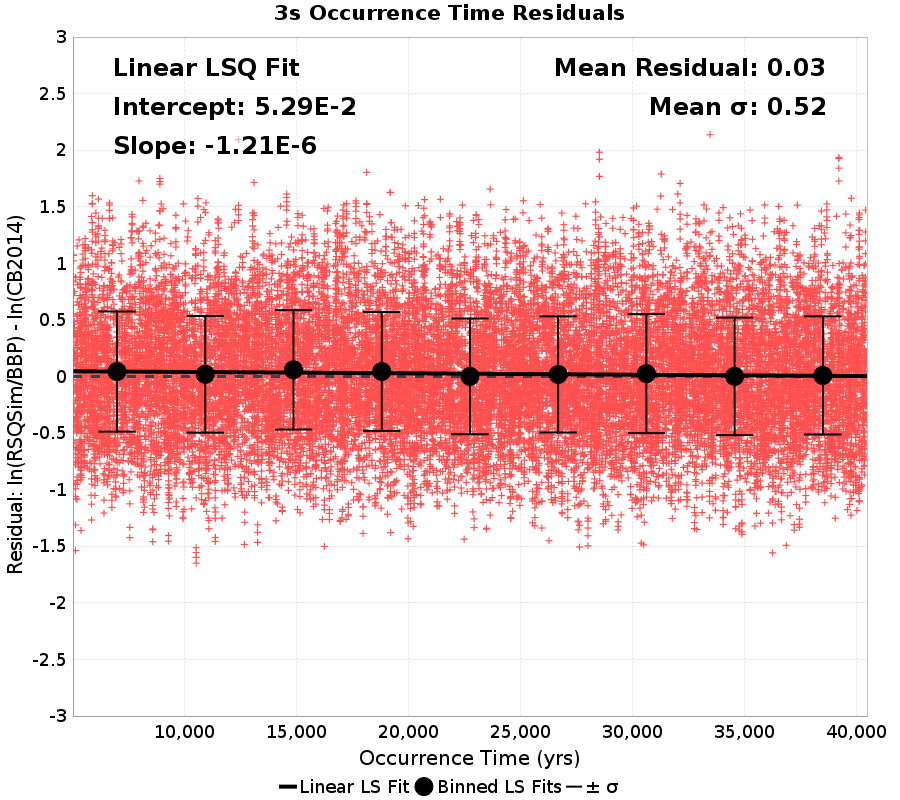 3s Occurrence Time Residuals
Linear LSQ Fit
Intercept: 5.29E-2
Slope: -1.21E-6
Mean Residual: 0.03
Mean σ: 0.52
Residual: ln(RSQSim/BBP) - ln(CB2014)
3
2.5
2
1.5
1
0.5
0
-0.5
-1
-1.5
-2
-2.5
-3
10,000 15,000 20,000 25,000 30,000 35,000 40,000
Occurrence Time (yrs)
Linear LS Fit Binned LS Fits ± σ